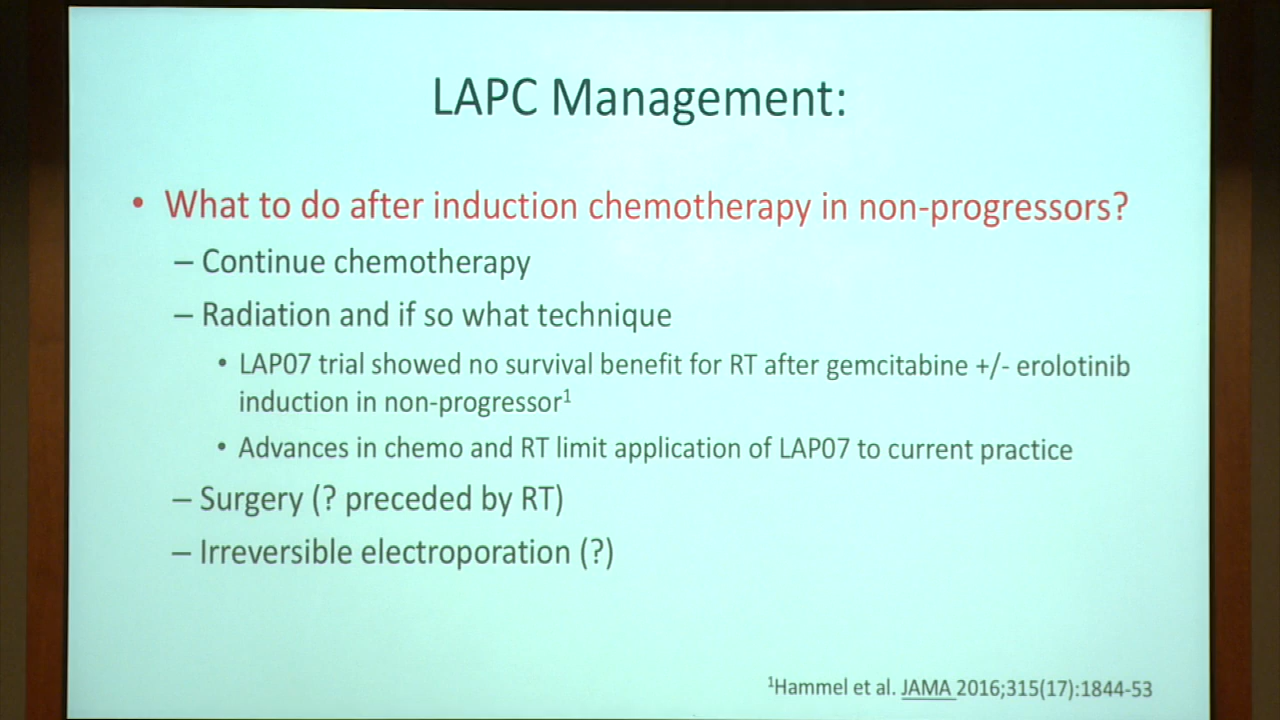 LAPC Management:
• What to do after induction chemotherapy in non-progressors?
– Continue chemotherapy
– Radiation and if so what technique
• LAP07 trial showed no survival benefit for RT after gemcitabine +/- erolotinib
induction in non-progressor¹
• Advances in chemo and RT limit application of LAP07 to current practice
– Surgery (? preceded by RT)
– Irreversible electroporation (?)
¹Hammel et al. JAMA 2016;315(17):1844-53